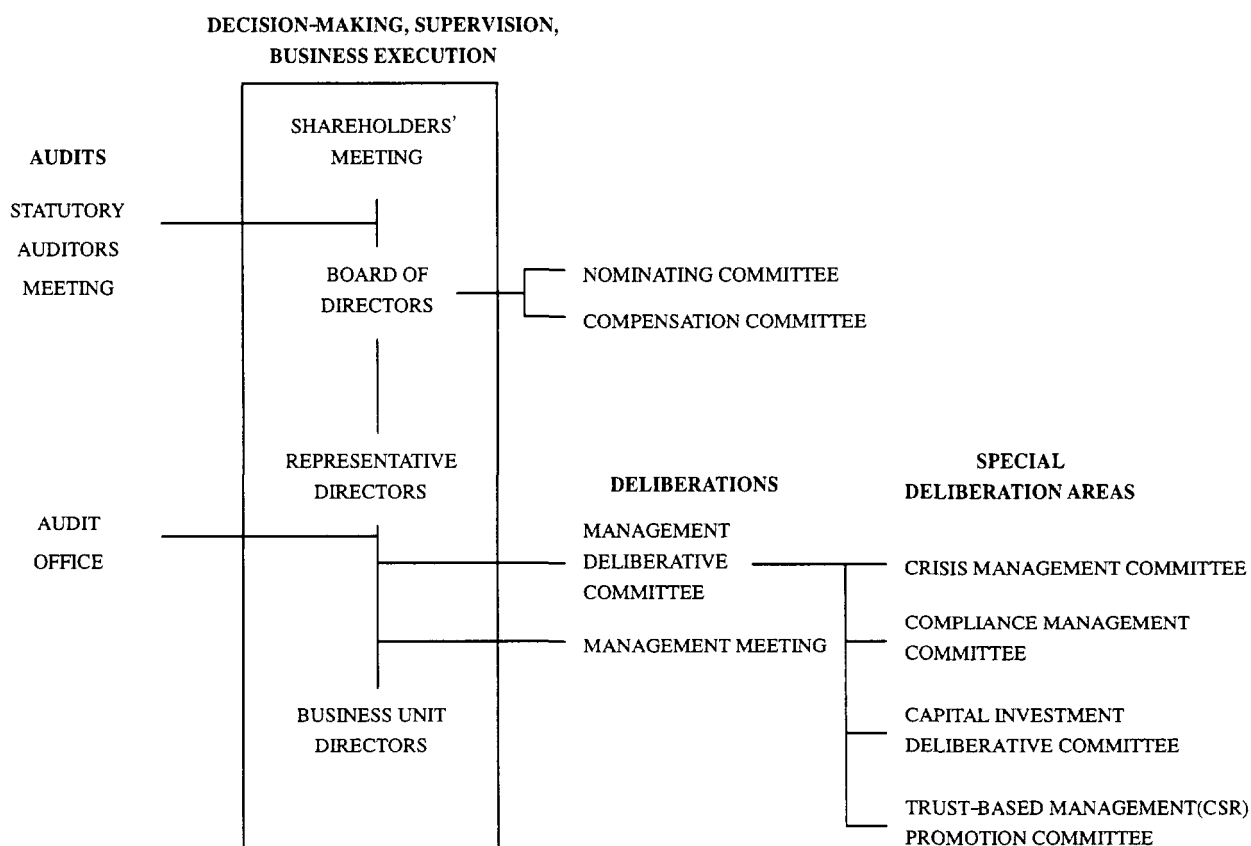 DECISION-MAKING, SUPERVISION,
BUSINESS EXECUTION
SHAREHOLDERS'
MEETING
AUDITS
STATUTORY
AUDITORS
MEETING
BOARD OF
DIRECTORS
NOMINATING COMMITTEE
COMPENSATION COMMITTEE
REPRESENTATIVE
DIRECTORS
AUDIT
OFFICE
DELIBERATIONS
MANAGEMENT
DELIBERATIVE
COMMITTEE
MANAGEMENT MEETING
SPECIAL
DELIBERATION AREAS
CRISIS MANAGEMENT COMMITTEE
COMPLIANCE MANAGEMENT
COMMITTEE
CAPITAL INVESTMENT
DELIBERATIVE COMMITTEE
TRUST-BASED MANAGEMENT(CSR)
PROMOTION COMMITTEE
BUSINESS UNIT
DIRECTORS